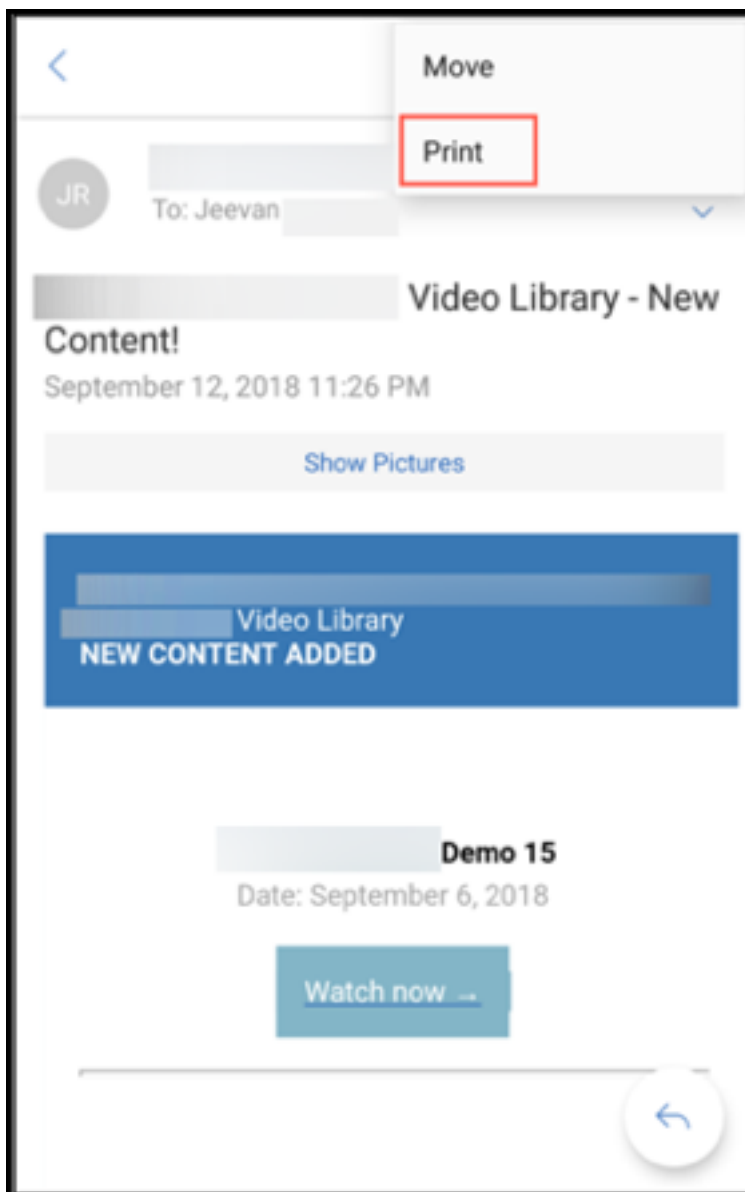 Move
Print
JR
To: Jeevan
Video Library - New
Content!
September 12, 2018 11:26 PM
Show Pictures
Video Library
NEW CONTENT ADDED
Demo 15
Date: September 6, 2018
Watch now →